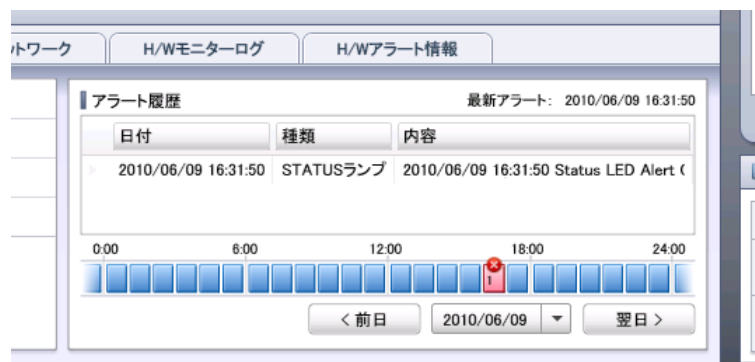 トワーク
H/Wモニターログ
H/Wアラート情報
アラート履歴
最新アラート: 2010/06/09 16:31:50
日付 種類 内容
2010/06/09 16:31:50 STATUSランプ 2010/06/09 16:31:50 Status LED Alert (
0:00 6:00 12:00 18:00 24:00
1
< 前日 2010/06/09 翌日 >